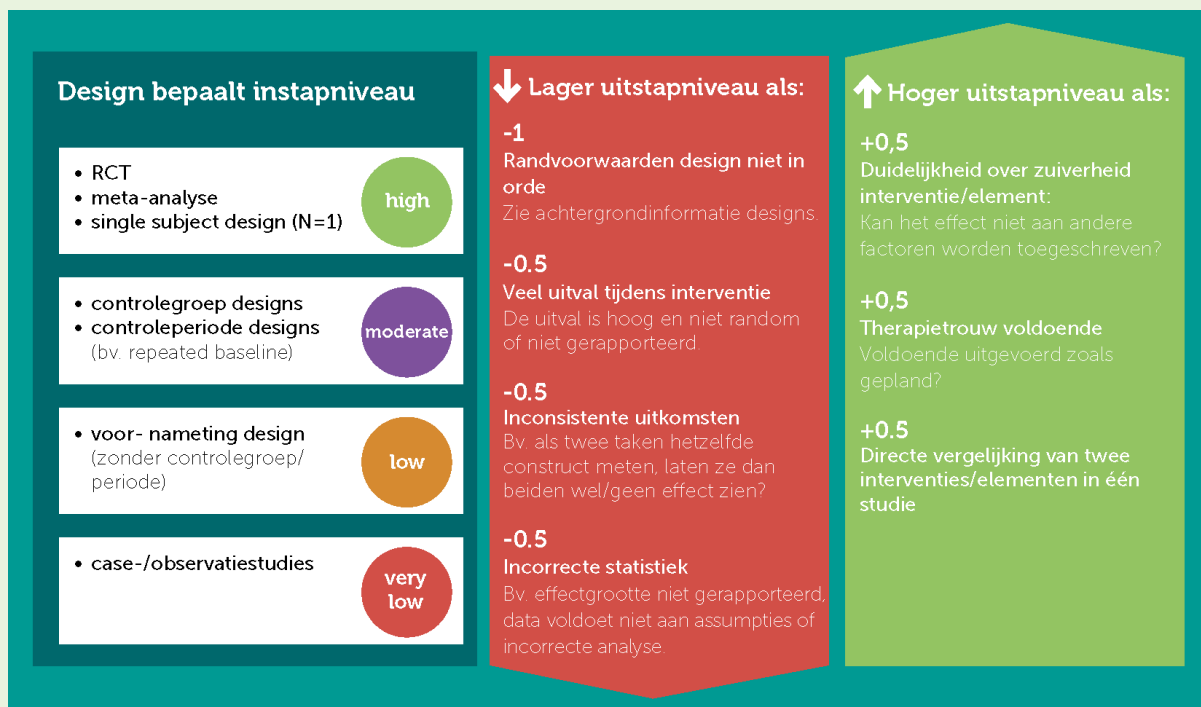 Design bepaalt instapniveau
• RCT
• meta-analyse
• single subject design (N=1)
high
• controlegroep designs
• controleperiode designs
(bv. repeated baseline)
moderate
• voor- nameting design
(zonder controlegroep/
periode)
low
• case-/observatiestudies
very
low
Lager uitstapniveau als:
-1
Randvoorwaarden design niet in
orde
Zie achtergrondinformatie designs.
-0.5
Veel uitval tijdens interventie
De uitval is hoog en niet random
of niet gerapporteerd.
-0.5
Inconsistente uitkomsten
Bv. als twee taken hetzelfde
construct meten, laten ze dan
beiden wel/geen effect zien?
-0.5
Incorrecte statistiek
Bv. effectgrootte niet gerapporteerd,
data voldoet niet aan assumpties of
incorrecte analyse.
Hoger uitstapniveau als:
+0,5
Duidelijkheid over zuiverheid
interventie/element:
Kan het effect niet aan andere
factoren worden toegeschreven?
+0,5
Therapietrouw voldoende
Voldoende uitgevoerd zoals
gepland?
+0.5
Directe vergelijking van twee
interventies/elementen in één
studie